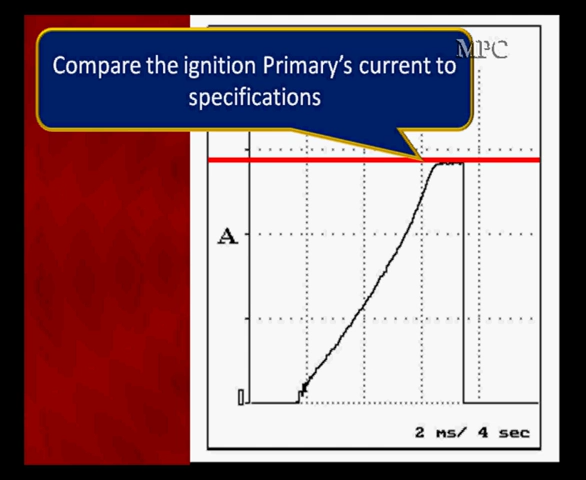 MPC
Compare the ignition Primary's current to
specifications
A
0
2 ms/ 4 sec